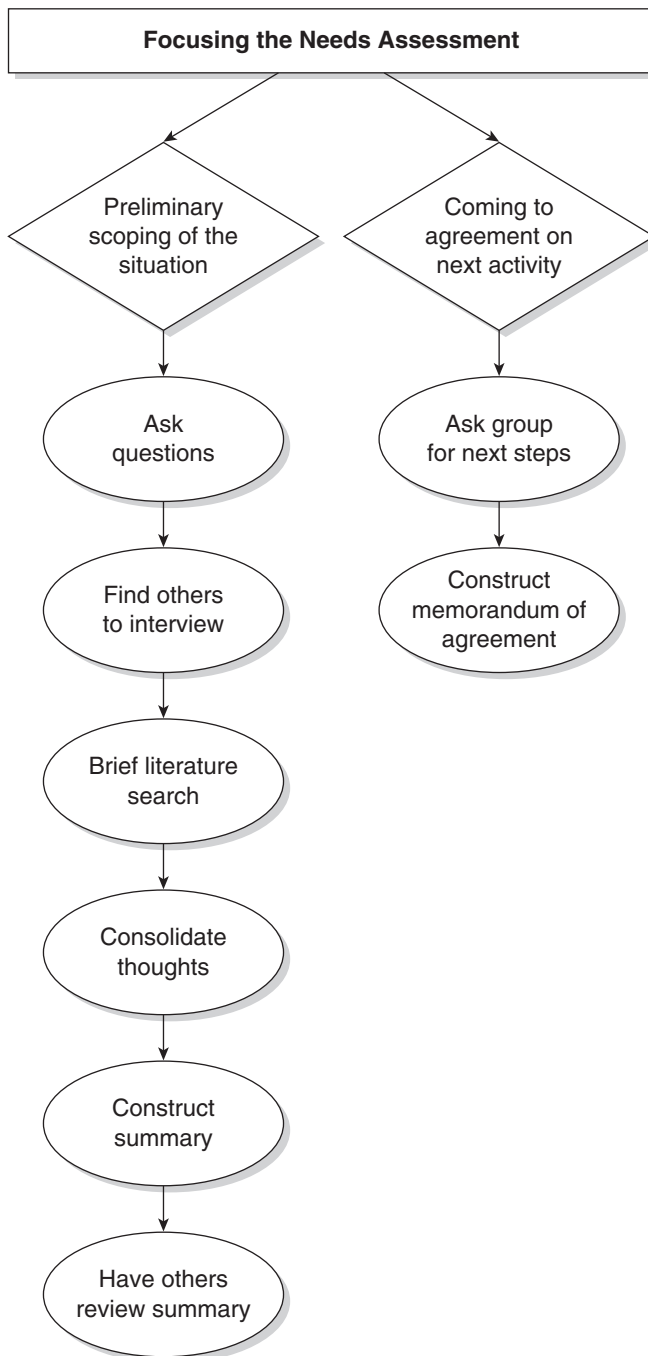 Focusing the Needs Assessment
Preliminary
scoping of the
situation
Coming to
agreement on
next activity
Ask
questions
Ask group
for next steps
Find others
to interview
Construct
memorandum of
agreement
Brief literature
search
Consolidate
thoughts
Construct
summary
Have others
review summary